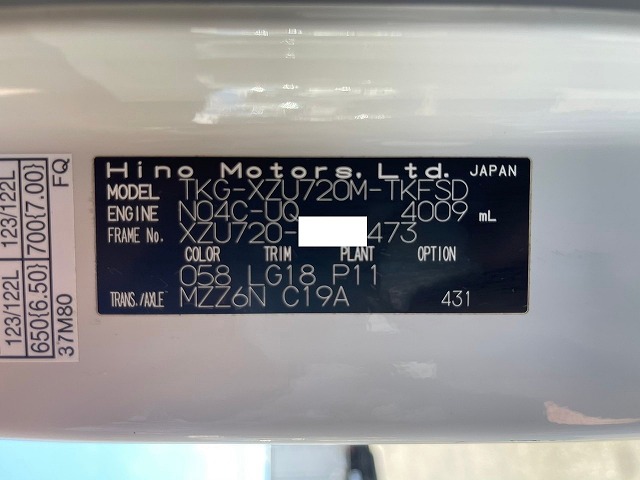 Hino Motors, Ltd. JAPAN
MODEL TKG-XZU720M-TKFSD
ENGINE N04C-UQ 4009 mL
FRAME No. XZU720- 473
COLOR TRIM PLANT OPTION
058 LG18 P11
TRANS./AXLE MZZ6N C19A 431
123/122L 123/122L
650{6.50} 700{7.00}
37M80 FQ